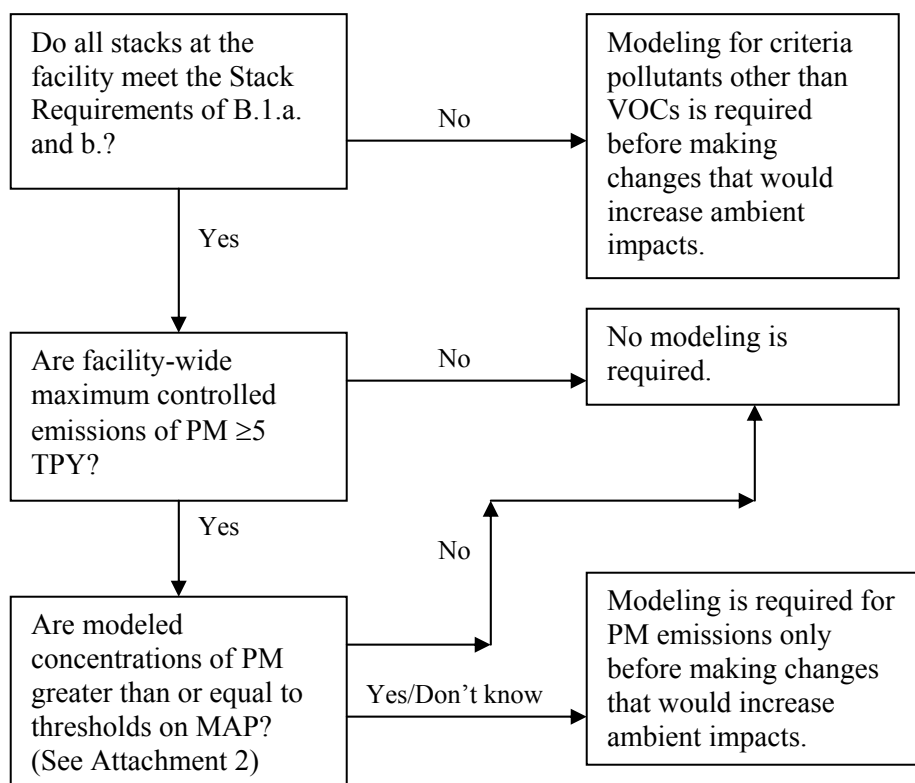 Do all stacks at the
facility meet the Stack
Requirements of B.1.a.
and b.?
No
Modeling for criteria
pollutants other than
VOCs is required
before making
changes that would
increase ambient
impacts.
Yes
Are facility-wide
maximum controlled
emissions of PM ≥5
TPY?
No
No modeling is
required.
Yes
No
Are modeled
concentrations of PM
greater than or equal to
thresholds on MAP?
(See Attachment 2)
Yes/Don’t know
Modeling is required for
PM emissions only
before making changes
that would increase
ambient impacts.